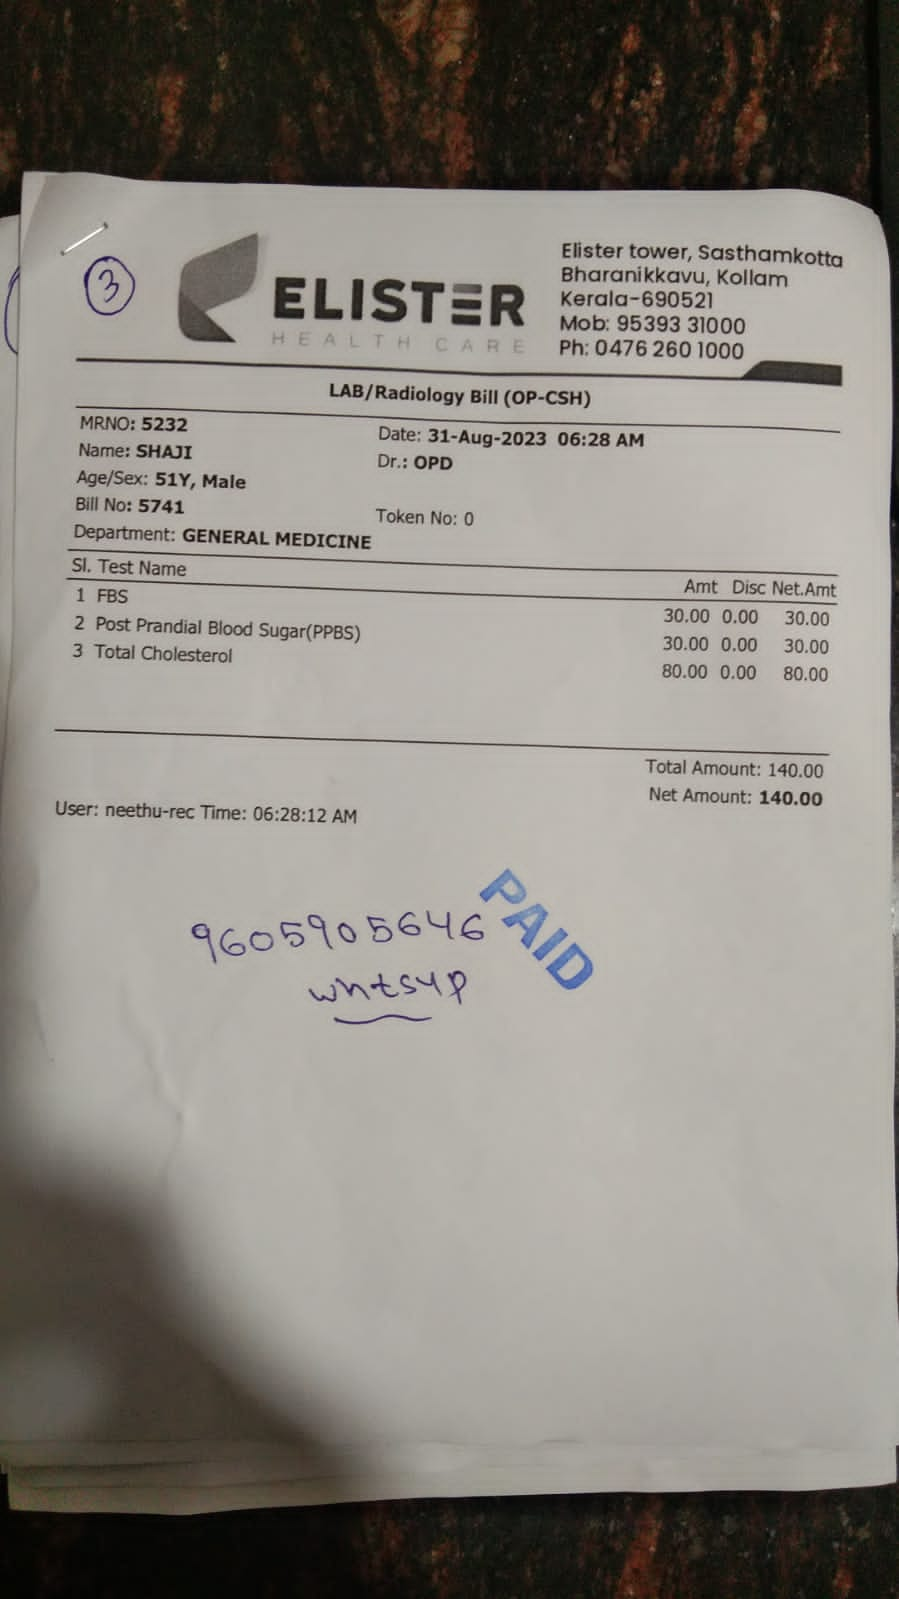 3
ELISTER
HEALTH CARE
Elister tower, Sasthamkotta
Bharanikkavu, Kollam
Kerala-690521
Mob: 95393 31000
Ph: 0476 260 1000
LAB/Radiology Bill (OP-CSH)
MRNO: 5232
Date: 31-Aug-2023 06:28 AM
Name: SHAJI
Dr.: OPD
Age/Sex: 51Y, Male
Bill No: 5741
Token No: 0
Department: GENERAL MEDICINE
Sl. Test Name Amt Disc Net.Amt
1 FBS 30.00 0.00 30.00
2 Post Prandial Blood Sugar(PPBS) 30.00 0.00 30.00
3 Total Cholesterol 80.00 0.00 80.00
Total Amount: 140.00
Net Amount: 140.00
User: neethu-rec Time: 06:28:12 AM
PAID
9605905646
whtsyp